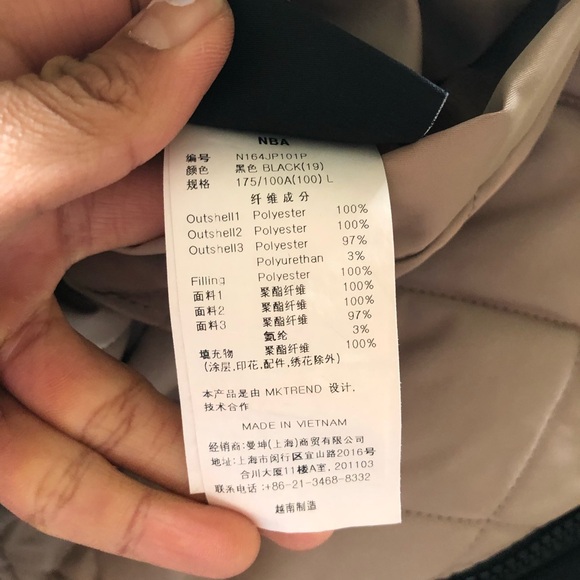 NBA
编号 N164JP101P
颜色 黑色 BLACK(19)
规格 175/100A(100) L
纤维成分
Outshell1 Polyester 100%
Outshell2 Polyester 100%
Outshell3 Polyester 97%
Polyurethan 3%
Filling Polyester 100%
面料1 聚酯纤维 100%
面料2 聚酯纤维 100%
面料3 聚酯纤维 97%
氨纶 3%
填充物 聚酯纤维 100%
(涂层,印花,配件,绣花除外)
本产品是由 MKTREND 设计,
技术合作
MADE IN VIETNAM
经销商:曼坤(上海)商贸有限公司
地址:上海市闵行区宜山路2016号
合川大厦11楼A室, 201103
联系电话:+86-21-3468-8332
越南制造